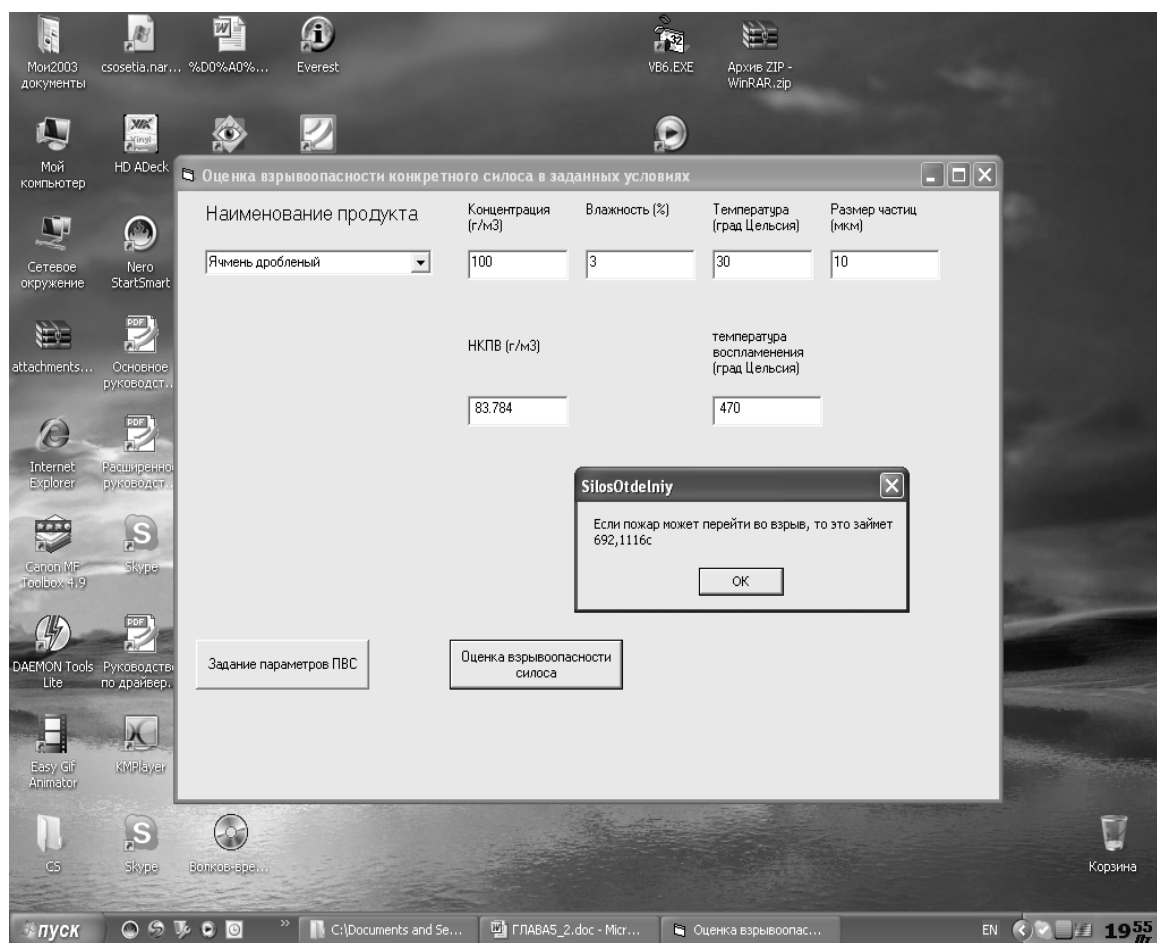 Мои2003
документы
csosetia.nar...
%D0%A0%...
Everest
VB6.EXE
Архив ZIP -
WinRAR.zip
Мой
компьютер
HD ADeck
Оценка взрывоопасности конкретного силоса в заданных условиях
Наименование продукта
Концентрация
(г/м3)
Влажность (%)
Температура
(град Цельсия)
Размер частиц
(мкм)
Ячмень дробленый
100
3
30
10
Сетевое
окружение
Nero
StartSmart
НКПВ (г/м3)
температура
воспламенения
(град Цельсия)
83.784
470
attachments...
Основное
руководст...
Internet
Explorer
Расширенно
руководст...
SilosOtdelniy
Если пожар может перейти во взрыв, то это займет
692,1116с
OK
Canon MF
Toolbox 4.9
Skype
Задание параметров ПВС
Оценка взрывоопасности
силоса
DAEMON Tools
Lite
Руководств
по драйвер.
Easy Gif
Animator
KMPlayer
CS
Skype
Волков-вре...
Корзина
пуск
C:\Documents and Se...
ГЛАВА5_2.doc - Micr...
Оценка взрывоопас...
EN
1955
Пт